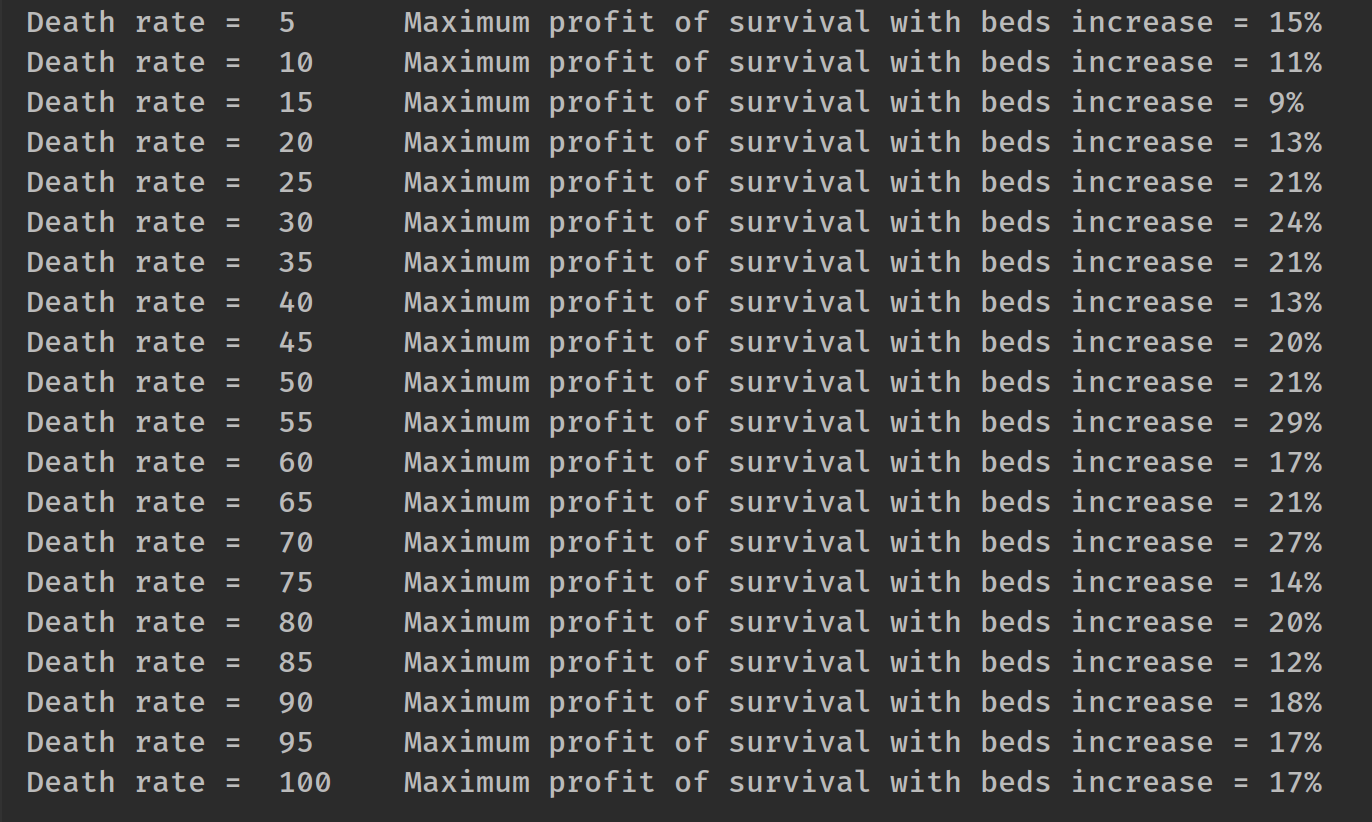 Death rate =  5      Maximum profit of survival with beds increase = 15%
Death rate =  10     Maximum profit of survival with beds increase = 11%
Death rate =  15     Maximum profit of survival with beds increase = 9%
Death rate =  20     Maximum profit of survival with beds increase = 13%
Death rate =  25     Maximum profit of survival with beds increase = 21%
Death rate =  30     Maximum profit of survival with beds increase = 24%
Death rate =  35     Maximum profit of survival with beds increase = 21%
Death rate =  40     Maximum profit of survival with beds increase = 13%
Death rate =  45     Maximum profit of survival with beds increase = 20%
Death rate =  50     Maximum profit of survival with beds increase = 21%
Death rate =  55     Maximum profit of survival with beds increase = 29%
Death rate =  60     Maximum profit of survival with beds increase = 17%
Death rate =  65     Maximum profit of survival with beds increase = 21%
Death rate =  70     Maximum profit of survival with beds increase = 27%
Death rate =  75     Maximum profit of survival with beds increase = 14%
Death rate =  80     Maximum profit of survival with beds increase = 20%
Death rate =  85     Maximum profit of survival with beds increase = 12%
Death rate =  90     Maximum profit of survival with beds increase = 18%
Death rate =  95     Maximum profit of survival with beds increase = 17%
Death rate =  100    Maximum profit of survival with beds increase = 17%